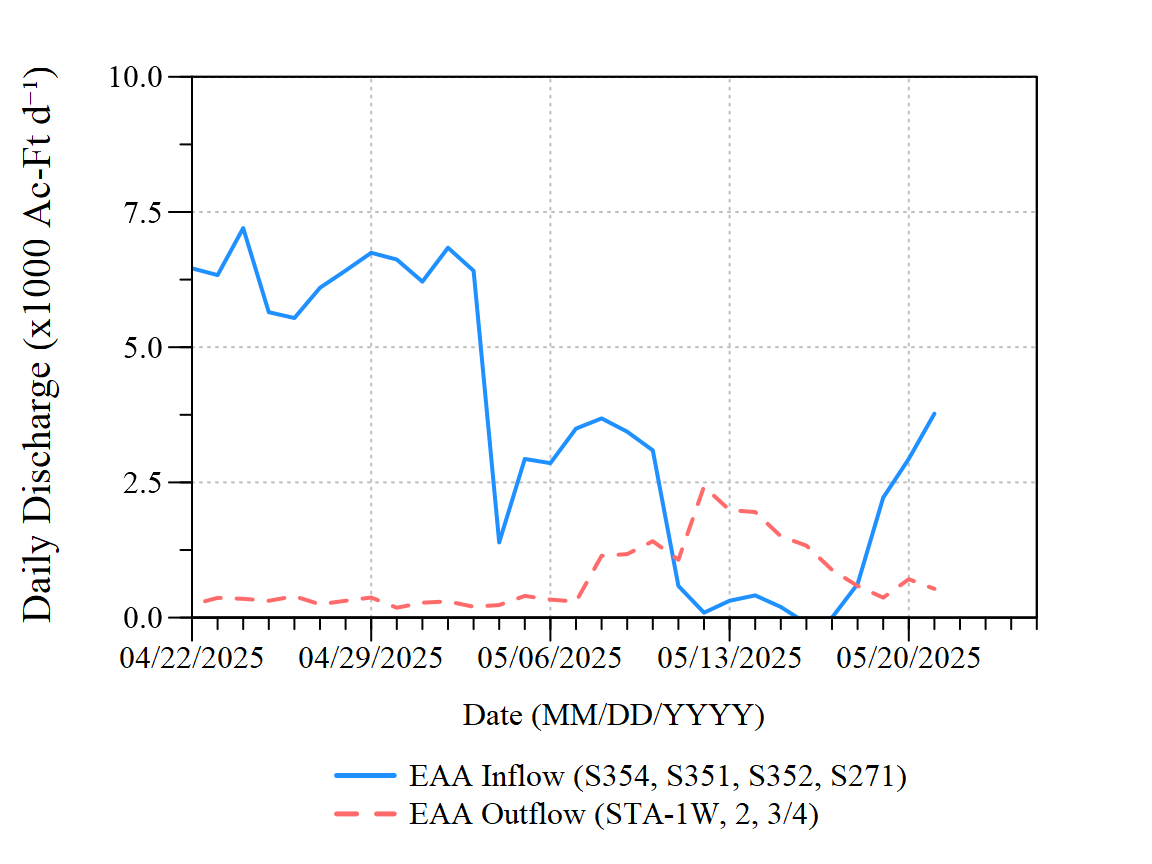 Daily Discharge (x1000 Ac-Ft d⁻¹)
10.0
7.5
5.0
2.5
0.0
04/22/2025 04/29/2025 05/06/2025 05/13/2025 05/20/2025
Date (MM/DD/YYYY)
EAA Inflow (S354, S351, S352, S271)
EAA Outflow (STA-1W, 2, 3/4)